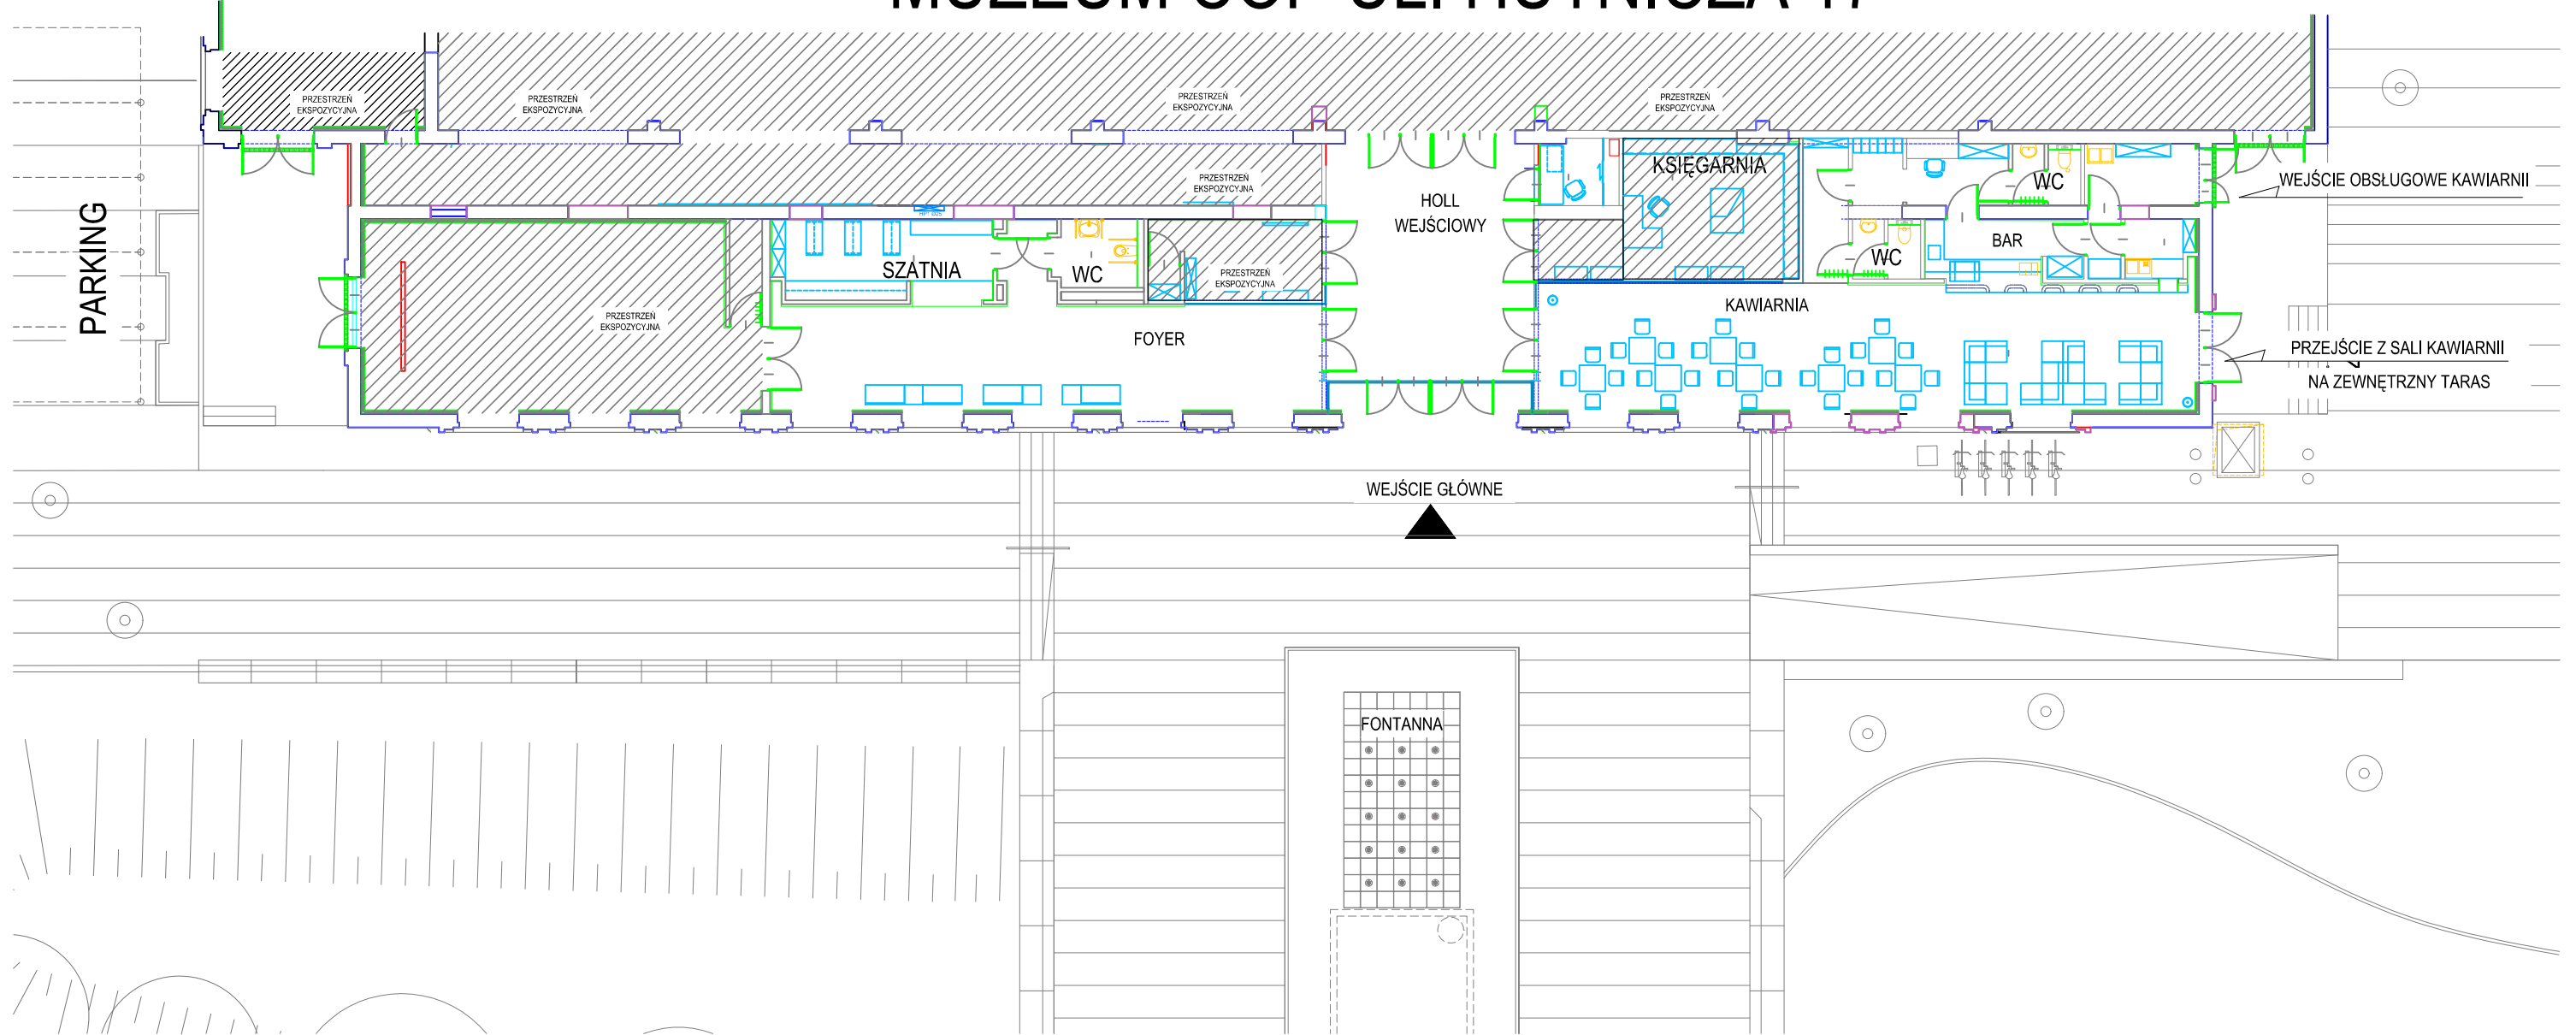 PRZESTRZEŃ
EKSPOZYCYJNA
PRZESTRZEŃ
EKSPOZYCYJNA
PRZESTRZEŃ
EKSPOZYCYJNA
PRZESTRZEŃ
EKSPOZYCYJNA
PRZESTRZEŃ
EKSPOZYCYJNA
HOLL
WEJŚCIOWY
KSIĘGARNIA
WC
WEJŚCIE OBSŁUGOWE KAWIARNII
PARKING
SZATNIA
WC
PRZESTRZEŃ
EKSPOZYCYJNA
WC
BAR
PRZESTRZEŃ
EKSPOZYCYJNA
FOYER
KAWIARNIA
PRZEJŚCIE Z SALI KAWIARNII
NA ZEWNĘTRZNY TARAS
WEJŚCIE GŁÓWNE
FONTANNA